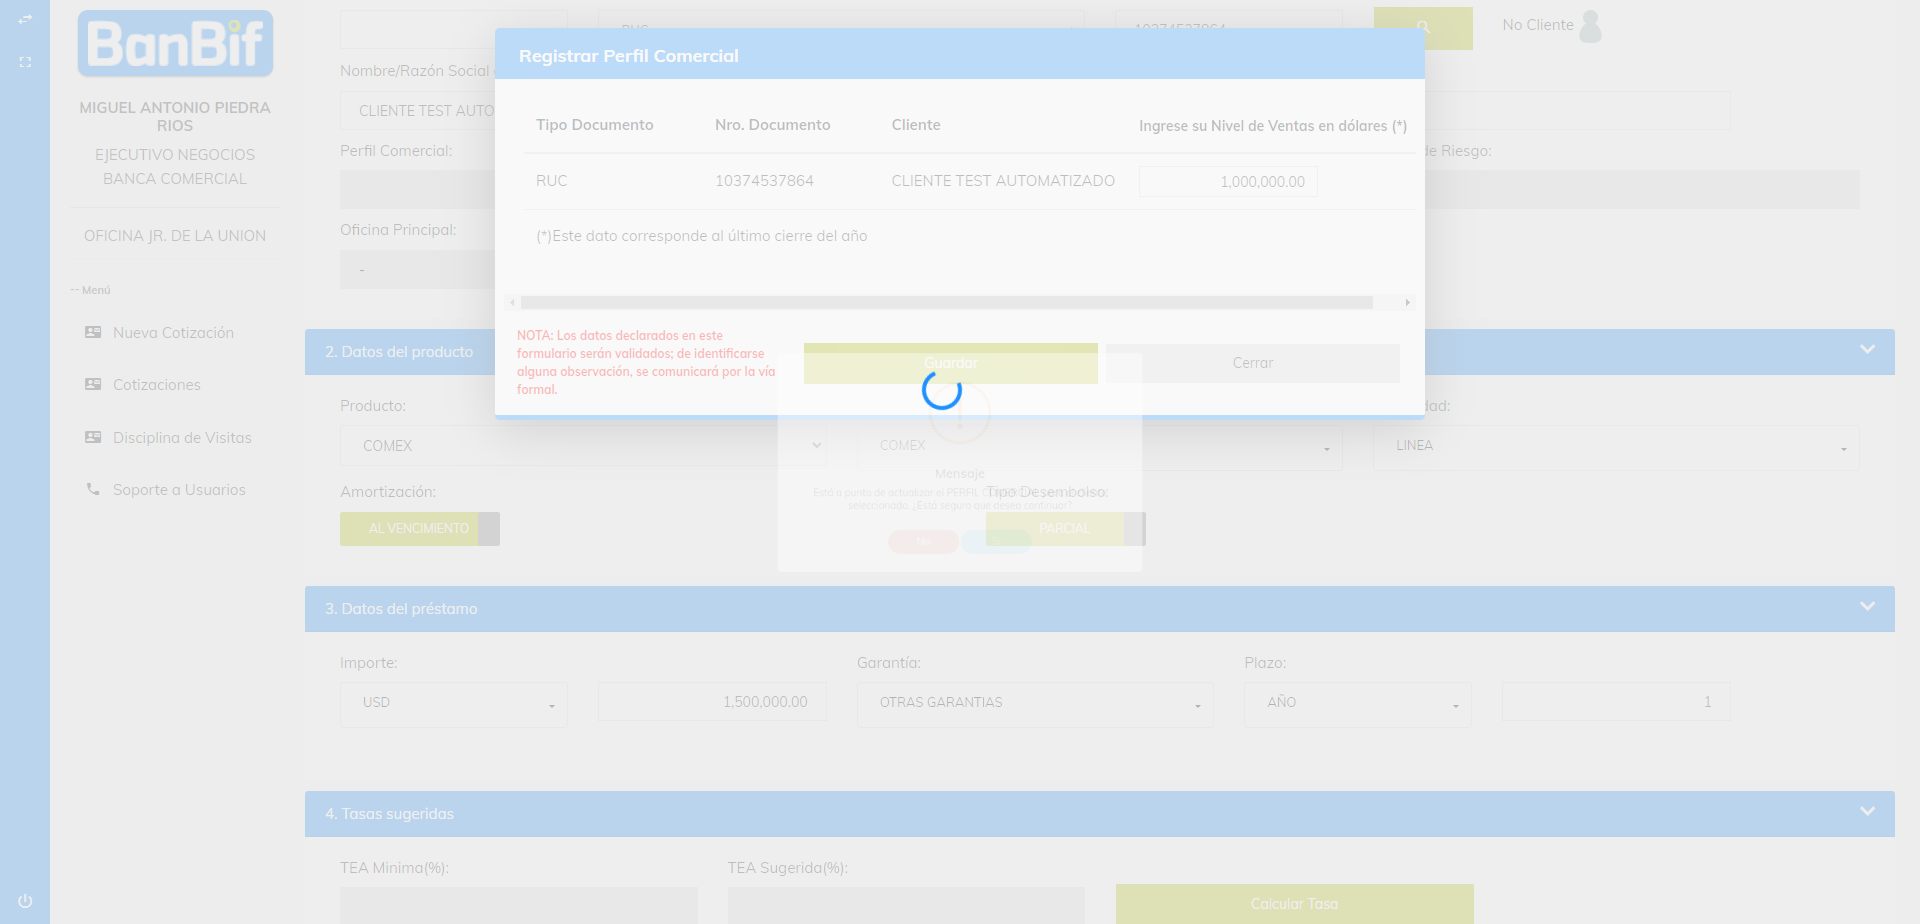 BanBif
MIGUEL ANTONIO PIEDRA
RIOS
EJECUTIVO NEGOCIOS
BANCA COMERCIAL
OFICINA JR. DE LA UNION
-- Menú
Nueva Cotización
Cotizaciones
Disciplina de Visitas
Soporte a Usuarios
RUC
10374537864
No Cliente
Nombre/Razón Social
CLIENTE TEST AUTO
Perfil Comercial:
de Riesgo:
Oficina Principal:
-
Registrar Perfil Comercial
Tipo Documento
Nro. Documento
Cliente
Ingrese su Nivel de Ventas en dólares (*)
RUC
10374537864
CLIENTE TEST AUTOMATIZADO
1,000,000.00
(*)Este dato corresponde al último cierre del año
NOTA: Los datos declarados en este
formulario serán validados; de identificarse
alguna observación, se comunicará por la vía
formal.
Guardar
Cerrar
Mensaje
Está a punto de actualizar el PERFIL
seleccionado. ¿Está seguro que desea continuar?
No
2. Datos del producto
Producto:
dad:
COMEX
COMEX
LINEA
Amortización:
Tipo Desembolso:
AL VENCIMIENTO
PARCIAL
3. Datos del préstamo
Importe:
Garantía:
Plazo:
USD
1,500,000.00
OTRAS GARANTIAS
AÑO
1
4. Tasas sugeridas
TEA Minima(%):
TEA Sugerida(%):
Calcular Tasa